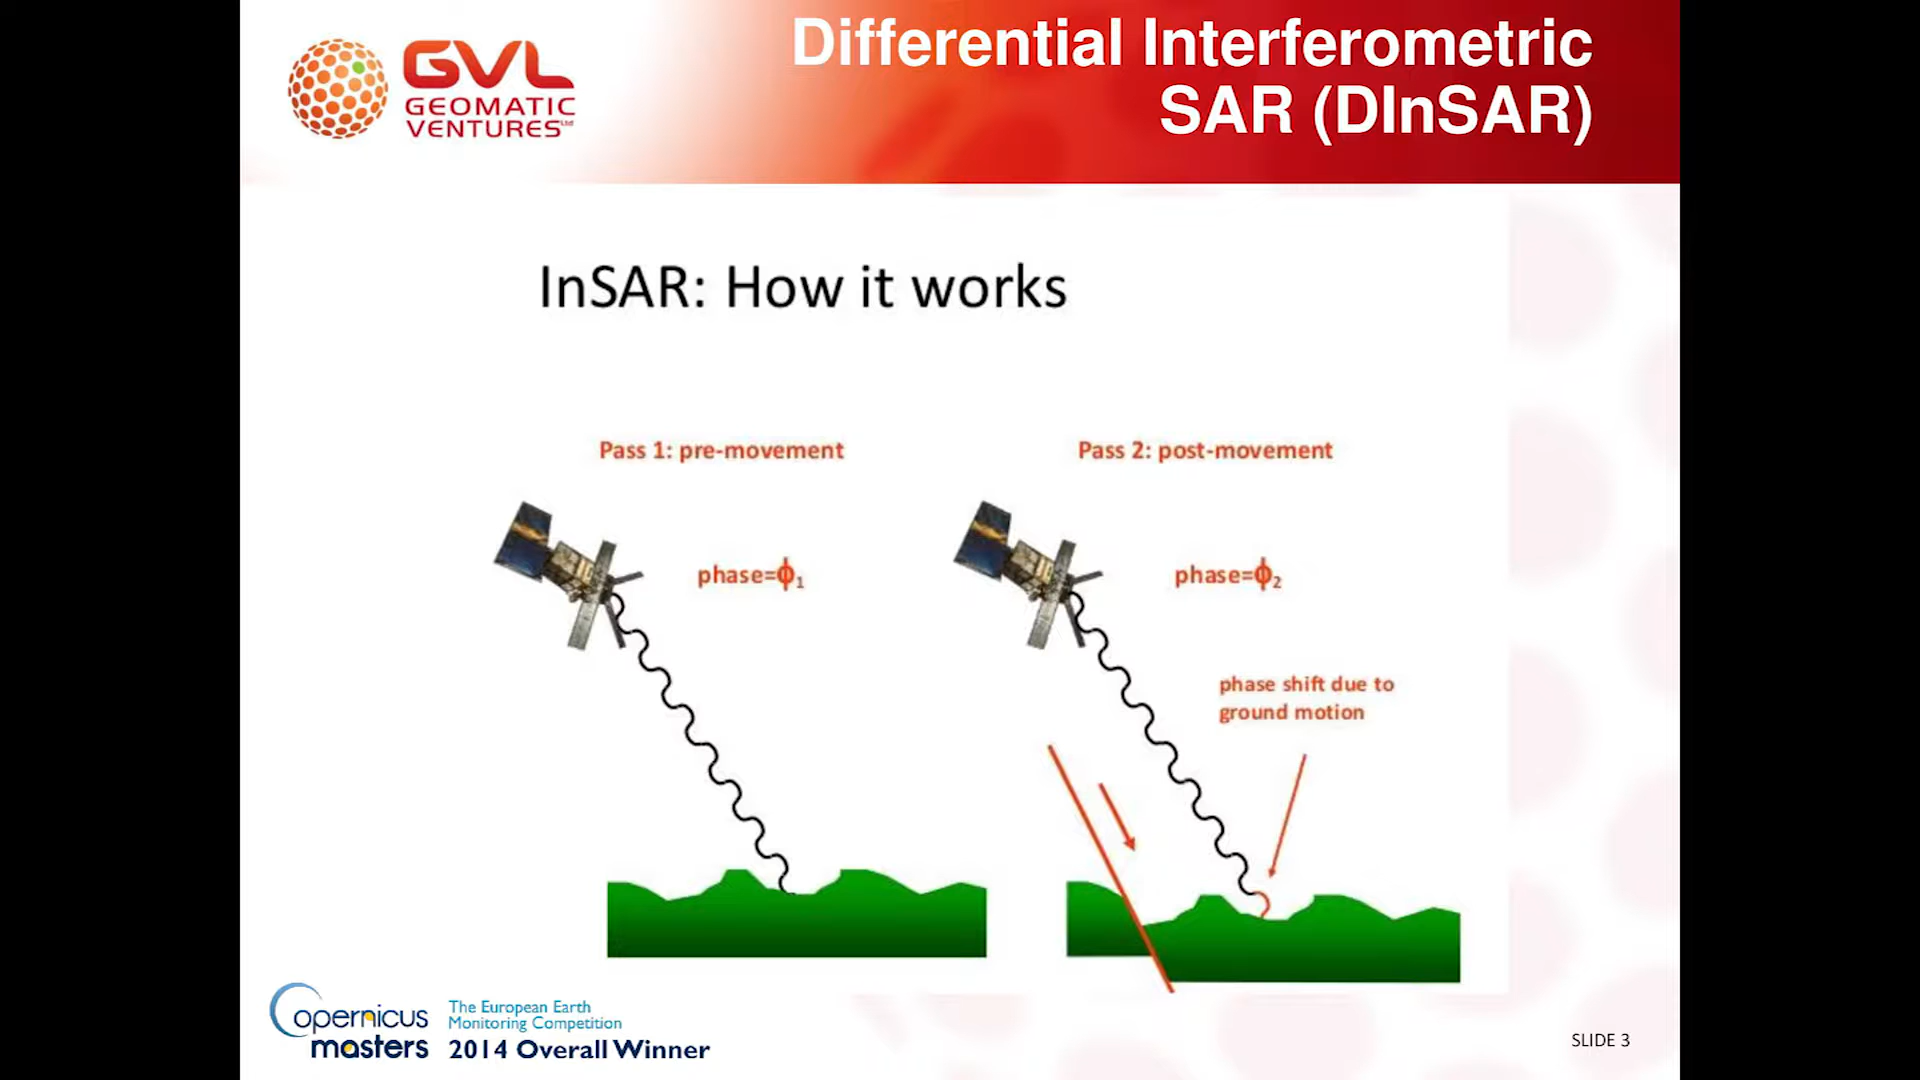 GVL
GEOMATIC
VENTURES Ltd
Differential Interferometric
SAR (DInSAR)
InSAR: How it works
Pass 1: pre-movement
Pass 2: post-movement
phase=ϕ₁
phase=ϕ₂
phase shift due to
ground motion
Copernicus
masters
The European Earth
Monitoring Competition
2014 Overall Winner
SLIDE 3